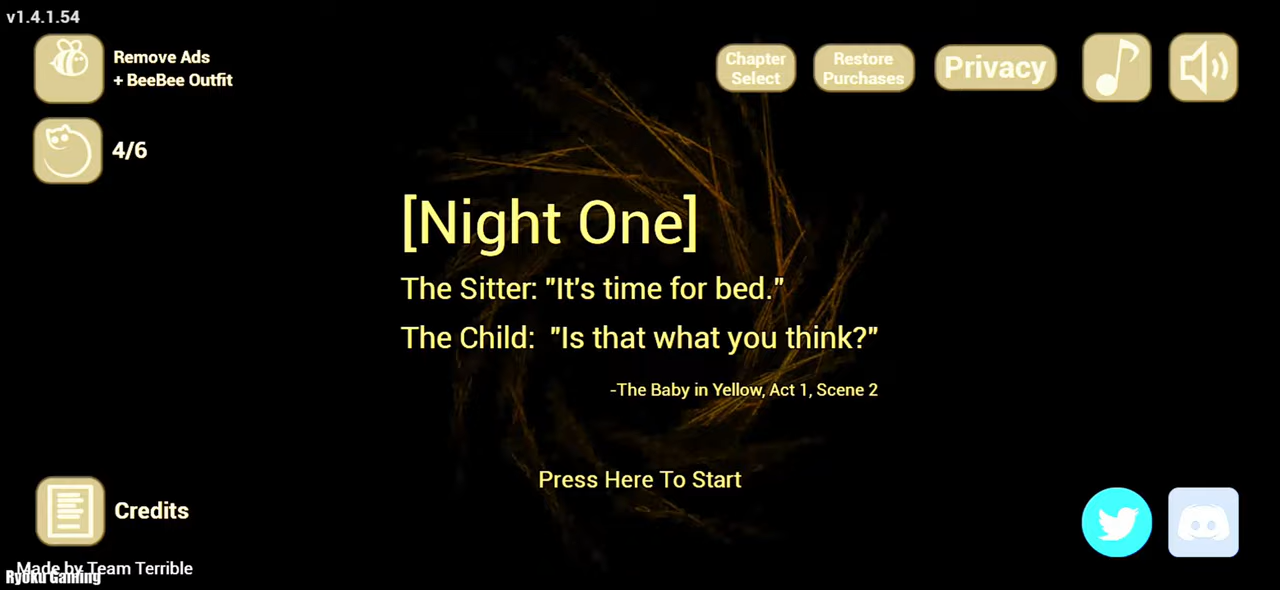 v1.4.1.54
Remove Ads
+ BeeBee Outfit
4/6
Chapter
Select
Restore
Purchases
Privacy
[Night One]
The Sitter: "It's time for bed."
The Child: "Is that what you think?"
-The Baby in Yellow, Act 1, Scene 2
Press Here To Start
Credits
Made by Team Terrible
Ryoku Gaming